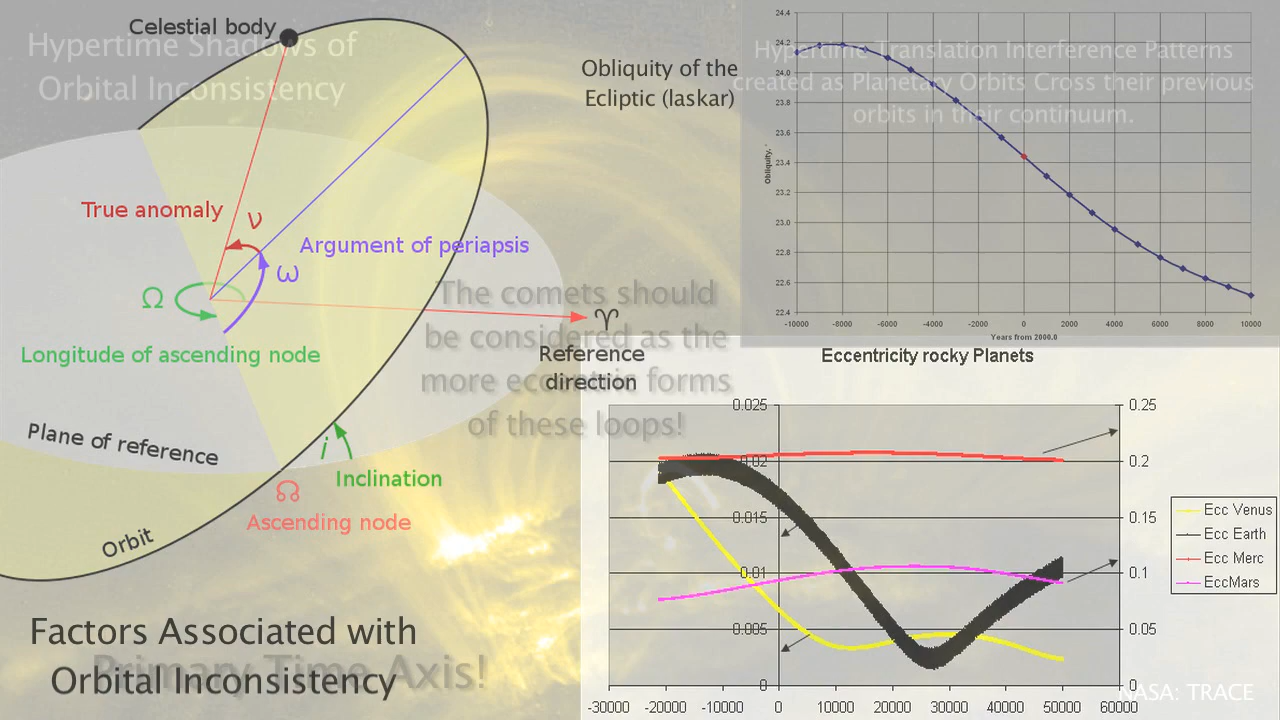 Celestial body
Hypertime Shadows of
Orbital Inconsistency
True anomaly
ν
Argument of periapsis
ω
Ω
Longitude of ascending node
♈
Reference
direction
Plane of reference
i
Inclination
☊
Ascending node
Orbit
Factors Associated with
Orbital Inconsistency
Primary Time Axis!
The comets should
be considered as the
more eccentric forms
of these loops!
Obliquity of the
Ecliptic (laskar)
Hypertime Translation Interference Patterns
created as Planetary Orbits Cross their previous
orbits in their continuum.
24.4
24.2
24.0
23.8
23.6
23.4
23.2
23.0
22.8
22.6
22.4
Obliquity, °
-10000 -8000 -6000 -4000 -2000 0 2000 4000 6000 8000 10000
Years from 2000.0
Eccentricity rocky Planets
0.025 0.25
0.02 0.2
0.015 0.15
0.01 0.1
0.005 0.05
0 0
-30000 -20000 -10000 0 10000 20000 30000 40000 50000 60000
Ecc Venus
Ecc Earth
Ecc Merc
EccMars
NASA: TRACE